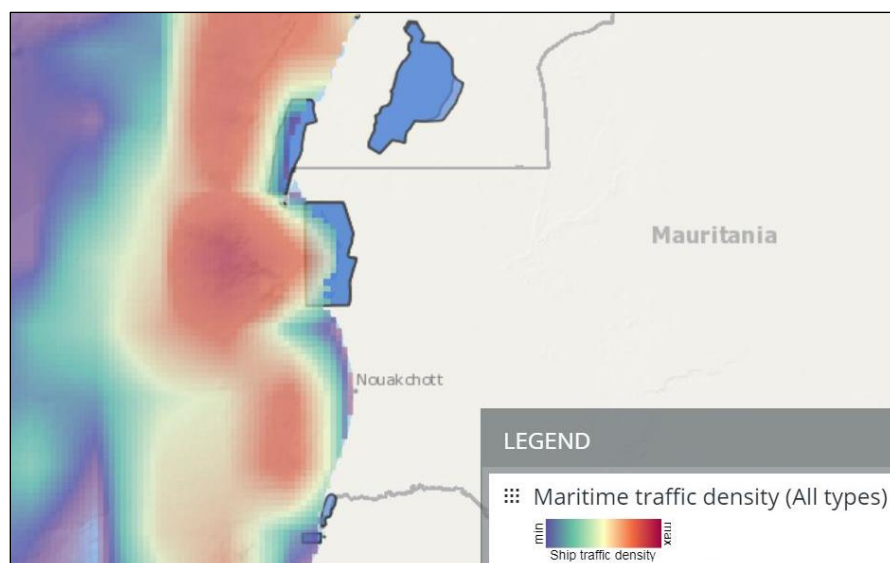 Mauritania
Nouakchott
LEGEND
Maritime traffic density (All types)
min
max
Ship traffic density